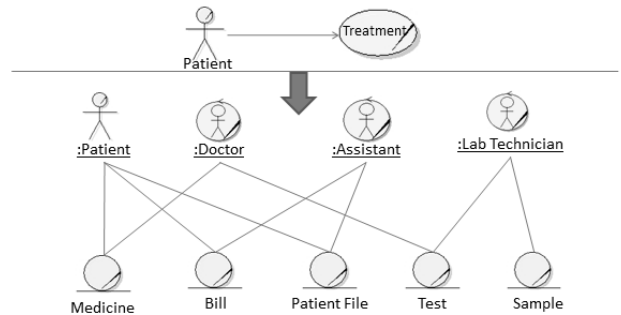 Treatment
Patient
:Patient
:Doctor
:Assistant
:Lab Technician
Medicine
Bill
Patient File
Test
Sample